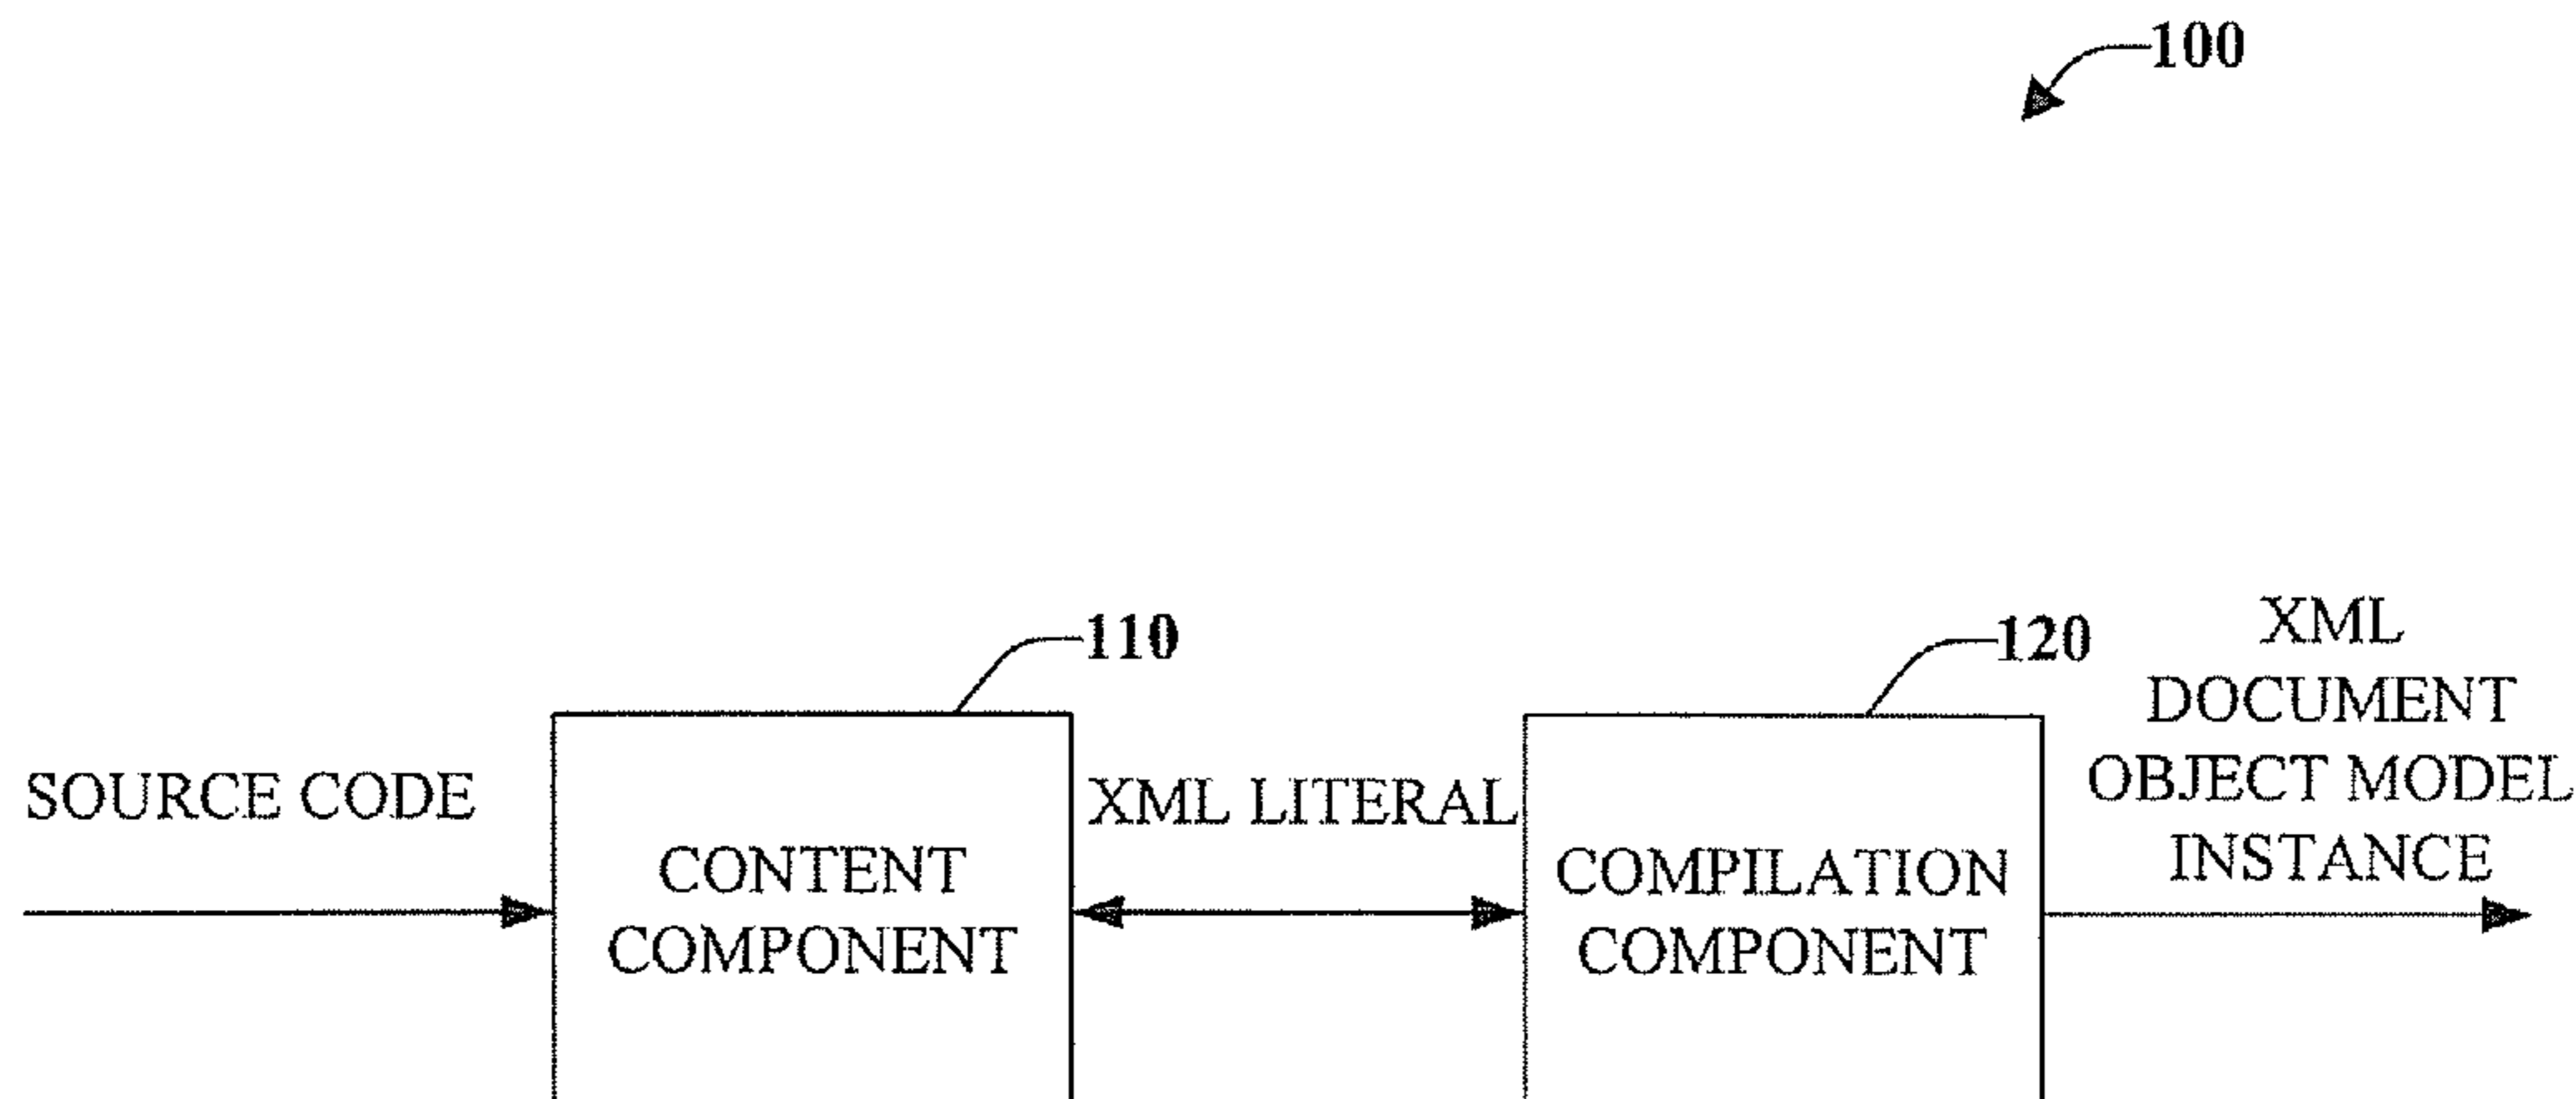 100
110
120
XML
DOCUMENT
OBJECT MODEL
INSTANCE
SOURCE CODE
XML LITERAL
CONTENT
COMPONENT
COMPILATION
COMPONENT